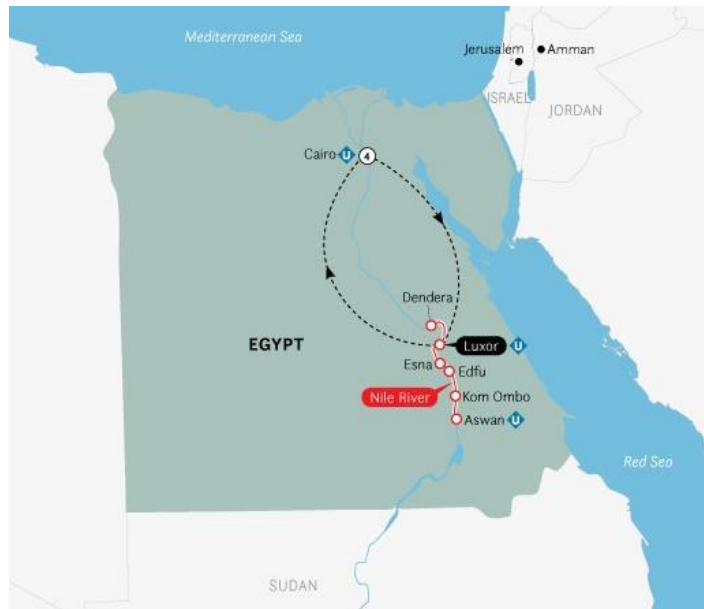 Mediterranean Sea
Jerusalem
Amman
ISRAEL
JORDAN
Cairo U 4
Dendera
EGYPT
Luxor U
Esna
Edfu
Nile River
Kom Ombo
Aswan U
Red Sea
SUDAN